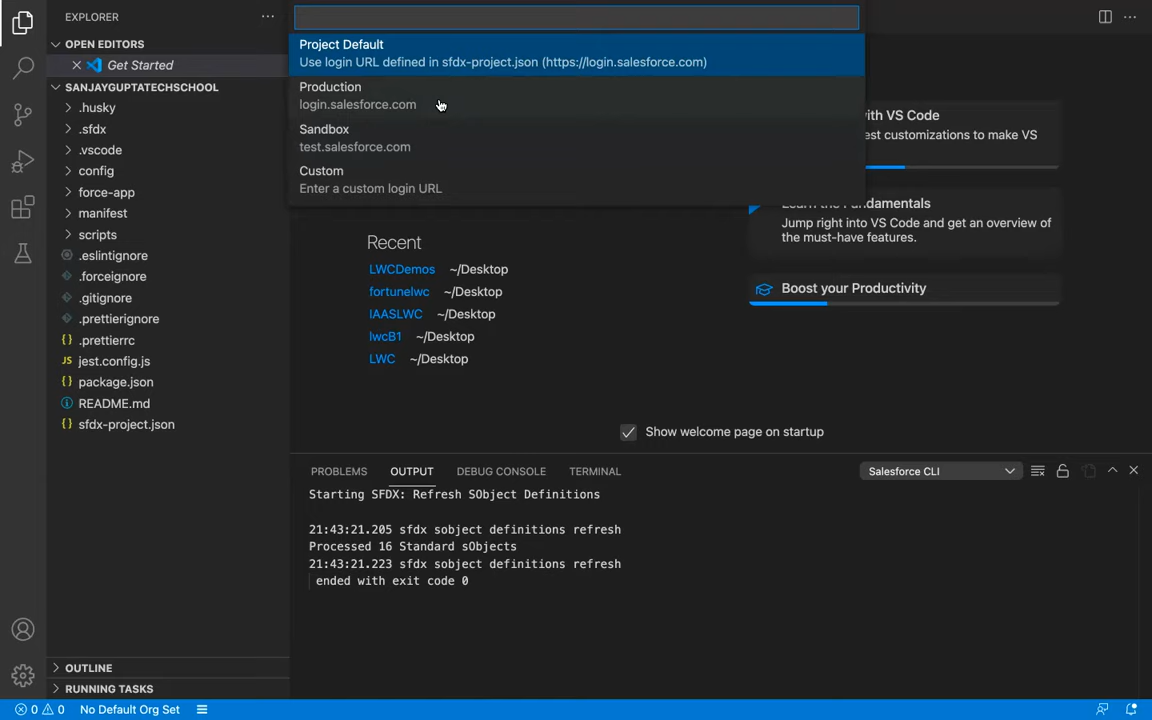 EXPLORER
OPEN EDITORS
Get Started
SANJAYGUPTATECHSCHOOL
.husky
.sfdx
.vscode
config
force-app
manifest
scripts
.eslintignore
.forceignore
.gitignore
.prettierignore
{} .prettierrc
JS jest.config.js
{} package.json
README.md
{} sfdx-project.json
OUTLINE
RUNNING TASKS
Project Default
Use login URL defined in sfdx-project.json (https://login.salesforce.com)
Production
login.salesforce.com
Sandbox
test.salesforce.com
Custom
Enter a custom login URL
ith VS Code
est customizations to make VS
Learn the Fundamentals
Jump right into VS Code and get an overview of
the must-have features.
Boost your Productivity
Recent
LWCDemos ~/Desktop
fortunelwc ~/Desktop
IAASLWC ~/Desktop
lwcB1 ~/Desktop
LWC ~/Desktop
Show welcome page on startup
PROBLEMS OUTPUT DEBUG CONSOLE TERMINAL Salesforce CLI
Starting SFDX: Refresh SObject Definitions
21:43:21.205 sfdx sobject definitions refresh
Processed 16 Standard sObjects
21:43:21.223 sfdx sobject definitions refresh
ended with exit code 0
0 0 No Default Org Set